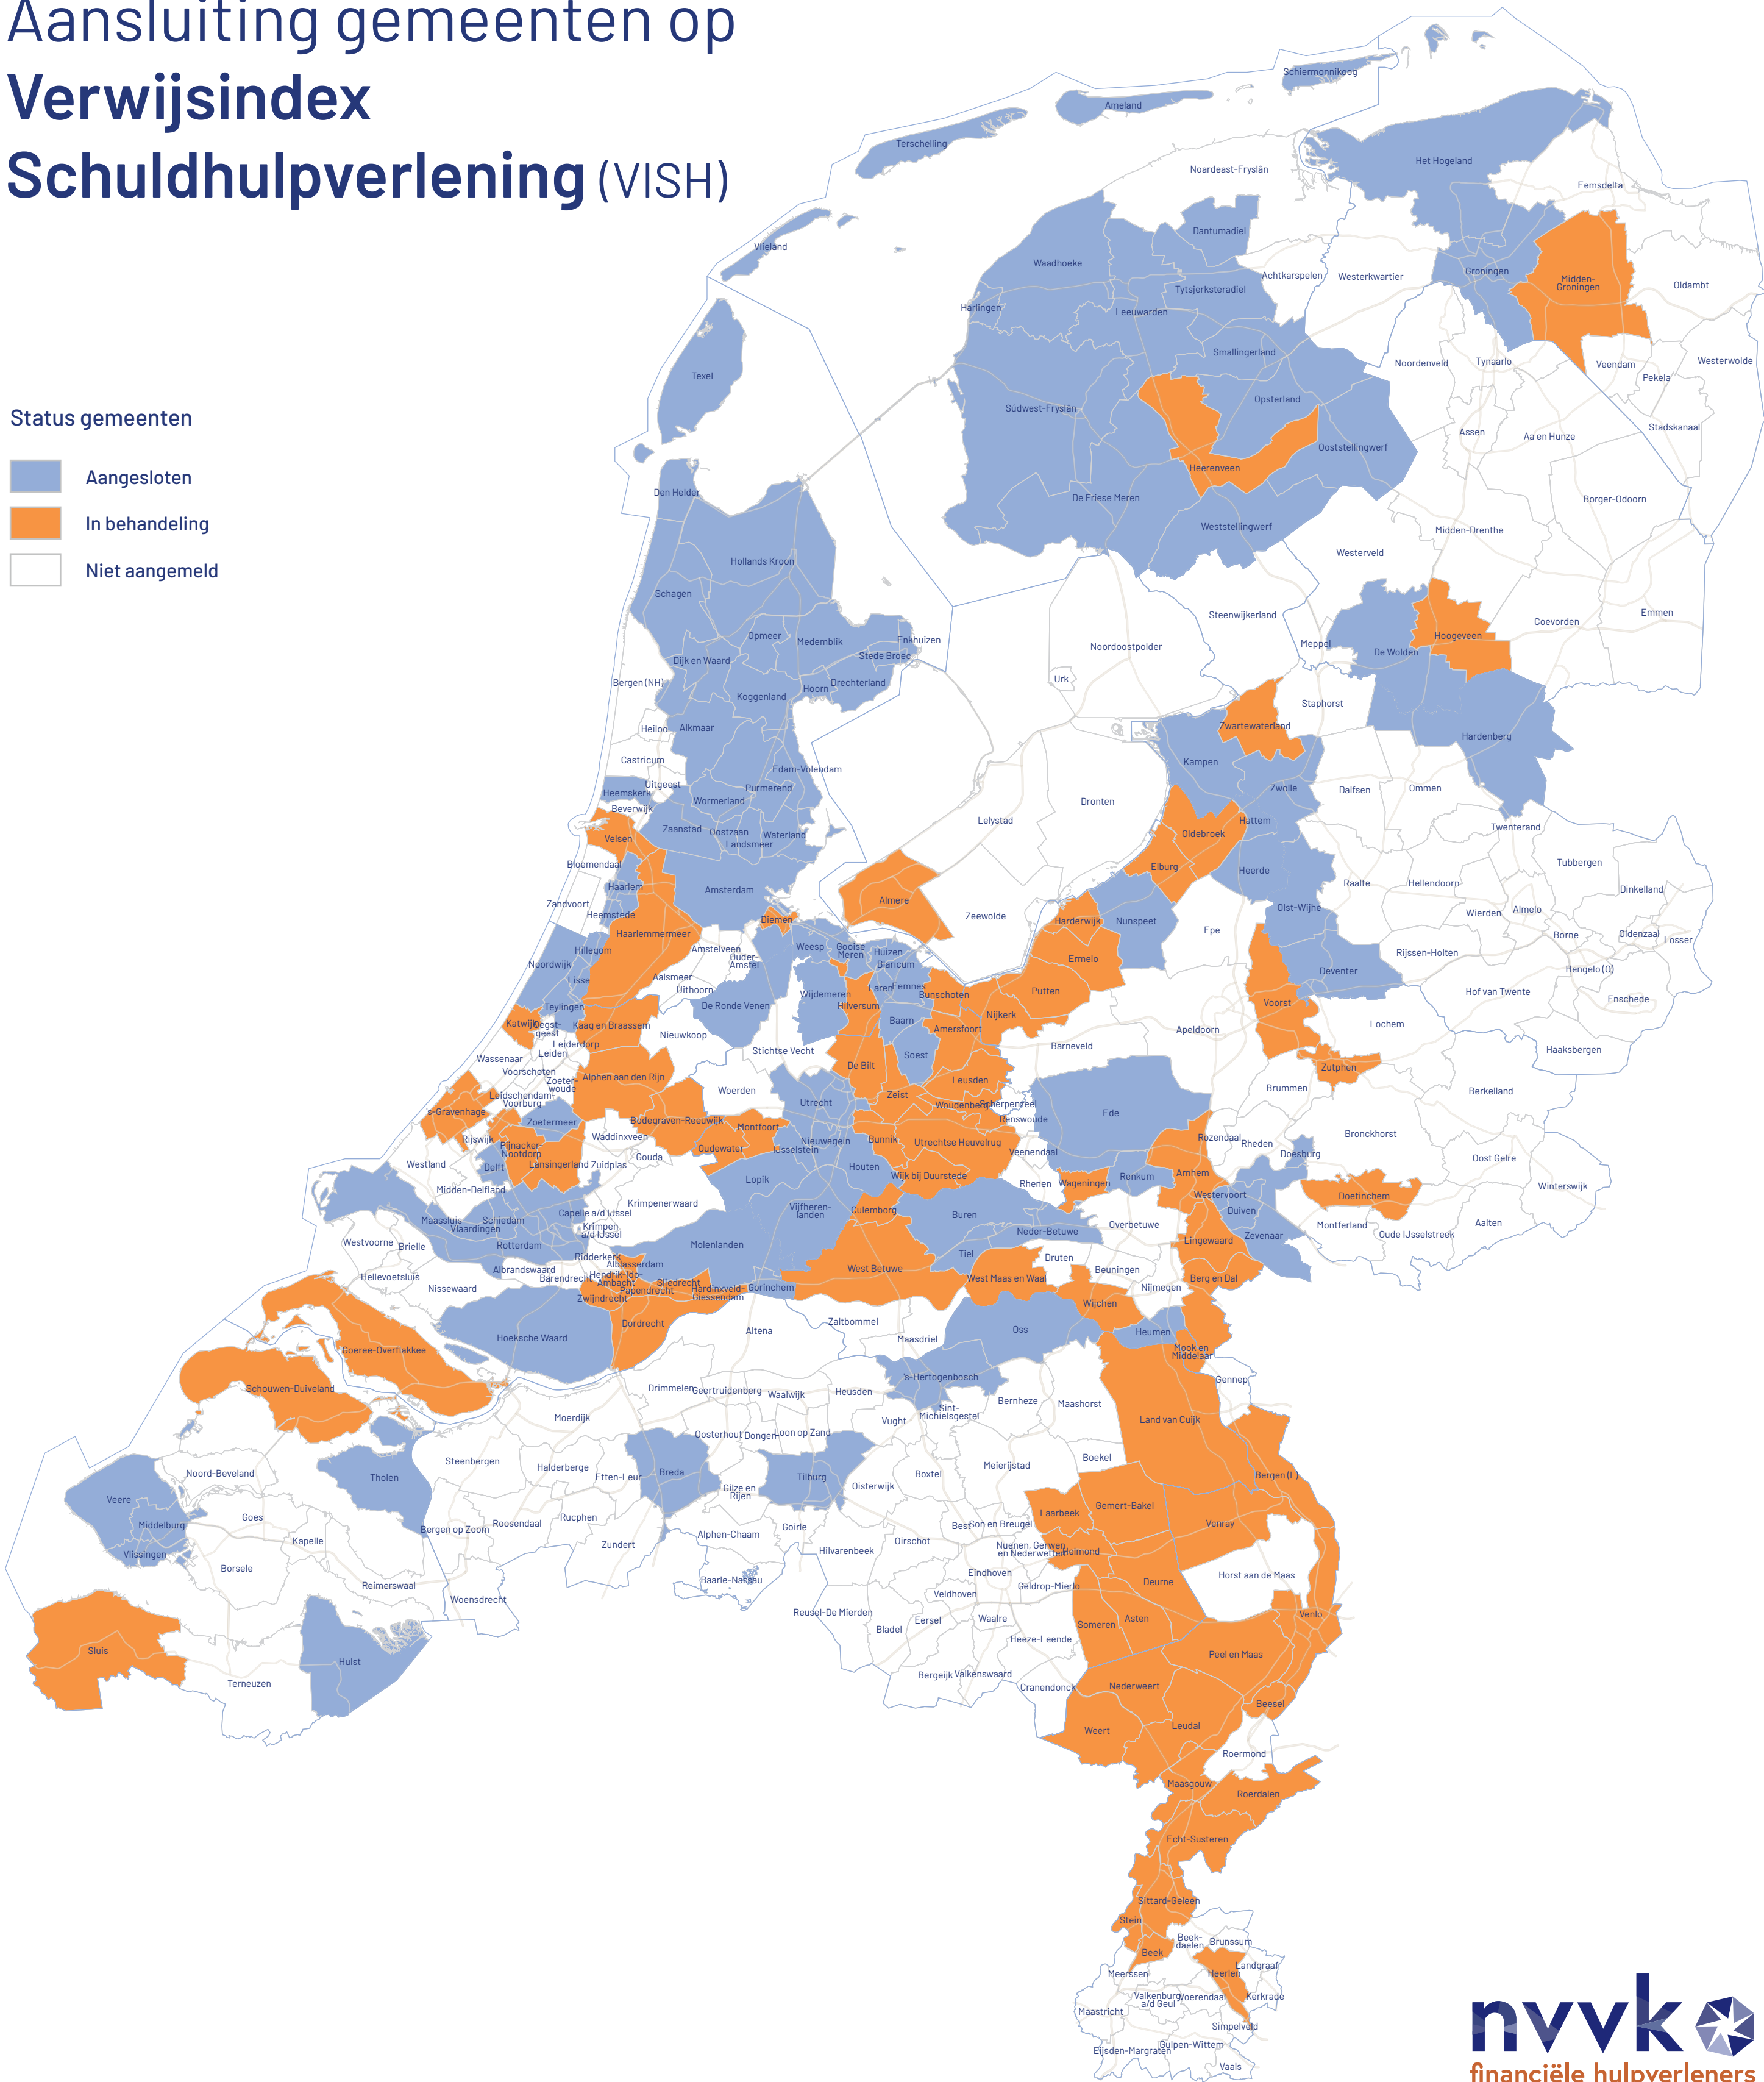 Aansluiting gemeenten op
Verwijsindex
Schuldhulpverlening (VISH)
Status gemeenten
Aangesloten
In behandeling
Niet aangemeld
Schiermonnikoog
Ameland
Terschelling
Vlieland
Texel
Het Hogeland
Noardeast-Fryslân
Eemsdelta
Dantumadiel
Waadhoeke
Achtkarspelen
Westerkwartier
Groningen
Midden-
Groningen
Oldambt
Tytsjerksteradiel
Harlingen
Leeuwarden
Smallingerland
Noordenveld
Tynaarlo
Veendam
Westerwolde
Pekela
Súdwest-Fryslân
Opsterland
Ooststellingwerf
Assen
Aa en Hunze
Stadskanaal
Heerenveen
De Friese Meren
Weststellingwerf
Borger-Odoorn
Midden-Drenthe
Westerveld
Den Helder
Hollands Kroon
Schagen
Steenwijkerland
Emmen
Coevorden
Hoogeveen
Meppel
De Wolden
Opmeer
Medemblik
Enkhuizen
Stede Broec
Dijk en Waard
Noordoostpolder
Urk
Bergen (NH)
Koggenland
Hoorn
Drechterland
Staphorst
Zwartewaterland
Heiloo
Alkmaar
Hardenberg
Castricum
Edam-Volendam
Kampen
Uitgeest
Heemskerk
Purmerend
Wormerland
Beverwijk
Zwolle
Dalfsen
Ommen
Dronten
Lelystad
Velsen
Zaanstad
Oostzaan
Landsmeer
Waterland
Oldebroek
Hattem
Twenterand
Bloemendaal
Haarlem
Amsterdam
Elburg
Heerde
Tubbergen
Raalte
Hellendoorn
Dinkelland
Zandvoort
Heemstede
Almere
Zeewolde
Diemen
Harderwijk
Nunspeet
Olst-Wijhe
Wierden
Almelo
Epe
Haarlemmermeer
Borne
Oldenzaal
Losser
Hillegom
Amstelveen
Ouder-
Amstel
Weesp
Gooise
Meren
Huizen
Blaricum
Rijssen-Holten
Ermelo
Noordwijk
Lisse
Aalsmeer
Uithoorn
Deventer
Hengelo (O)
Laren
Eemnes
Bunschoten
Putten
Wijdemeren
Hilversum
Hof van Twente
Enschede
Teylingen
De Ronde Venen
Voorst
Katwijk
Oegst-
geest
Kaag en Braassem
Nieuwkoop
Baarn
Amersfoort
Nijkerk
Apeldoorn
Lochem
Leiderdorp
Leiden
Barneveld
Haaksbergen
Wassenaar
Voorschoten
Stichtse Vecht
Soest
De Bilt
Zutphen
Zoeter-
woude
Alphen aan den Rijn
Woerden
Leusden
Brummen
Berkelland
Leidschendam-
Voorburg
Zeist
Woudenberg
Scherpenzeel
Renswoude
Ede
's-Gravenhage
Zoetermeer
Bodegraven-Reeuwijk
Montfoort
Utrecht
Rijswijk
Pijnacker-
Nootdorp
Waddinxveen
Oudewater
Nieuwegein
IJsselstein
Bunnik
Utrechtse Heuvelrug
Veenendaal
Rozendaal
Rheden
Bronckhorst
Doesburg
Oost Gelre
Westland
Delft
Lansingerland
Zuidplas
Gouda
Houten
Wijk bij Duurstede
Rhenen
Wageningen
Renkum
Arnhem
Winterswijk
Midden-Delfland
Krimpenerwaard
Lopik
Westervoort
Duiven
Doetinchem
Capelle a/d IJssel
Vijfheren-
landen
Culemborg
Buren
Maassluis
Vlaardingen
Schiedam
Krimpen
a/d IJssel
Neder-Betuwe
Overbetuwe
Montferland
Aalten
Oude IJsselstreek
Westvoorne
Brielle
Rotterdam
Molenlanden
Tiel
Lingewaard
Zevenaar
Ridderkerk
Alblasserdam
Druten
Albrandswaard
Barendrecht
Hendrik-Ido-
Ambacht
West Betuwe
West Maas en Waal
Beuningen
Berg en Dal
Hellevoetsluis
Nissewaard
Sliedrecht
Papendrecht
Hardinxveld-
Giessendam
Gorinchem
Nijmegen
Zwijndrecht
Wijchen
Dordrecht
Hoeksche Waard
Altena
Zaltbommel
Maasdriel
Oss
Heumen
Goeree-Overflakkee
Mook en
Middelaar
Schouwen-Duiveland
Drimmelen
Geertruidenberg
Waalwijk
Heusden
's-Hertogenbosch
Gennep
Bernheze
Maashorst
Sint-
Michielsgestel
Moerdijk
Vught
Land van Cuijk
Oosterhout
Dongen
Loon op Zand
Steenbergen
Halderberge
Etten-Leur
Breda
Tilburg
Boxtel
Meierijstad
Boekel
Bergen (L)
Noord-Beveland
Tholen
Gilze en
Rijen
Oisterwijk
Veere
Laarbeek
Gemert-Bakel
Goes
Middelburg
Bergen op Zoom
Roosendaal
Rucphen
Alphen-Chaam
Goirle
Best
Son en Breugel
Venray
Kapelle
Zundert
Hilvarenbeek
Oirschot
Nuenen, Gerwen
en Nederwetten
Helmond
Vlissingen
Borsele
Baarle-Nassau
Eindhoven
Geldrop-Mierlo
Deurne
Horst aan de Maas
Reimerswaal
Woensdrecht
Veldhoven
Reusel-De Mierden
Eersel
Waalre
Someren
Asten
Venlo
Bladel
Heeze-Leende
Sluis
Hulst
Peel en Maas
Terneuzen
Bergeijk
Valkenswaard
Cranendonck
Nederweert
Beesel
Weert
Leudal
Roermond
Maasgouw
Roerdalen
Echt-Susteren
Sittard-Geleen
Stein
Beek-
daelen
Brunssum
Beek
Landgraaf
Meerssen
Heerlen
Valkenburg
a/d Geul
Voerendaal
Kerkrade
Maastricht
Simpelveld
Gulpen-Wittem
Eijsden-Margraten
Vaals
nvvk
financiële hulpverleners